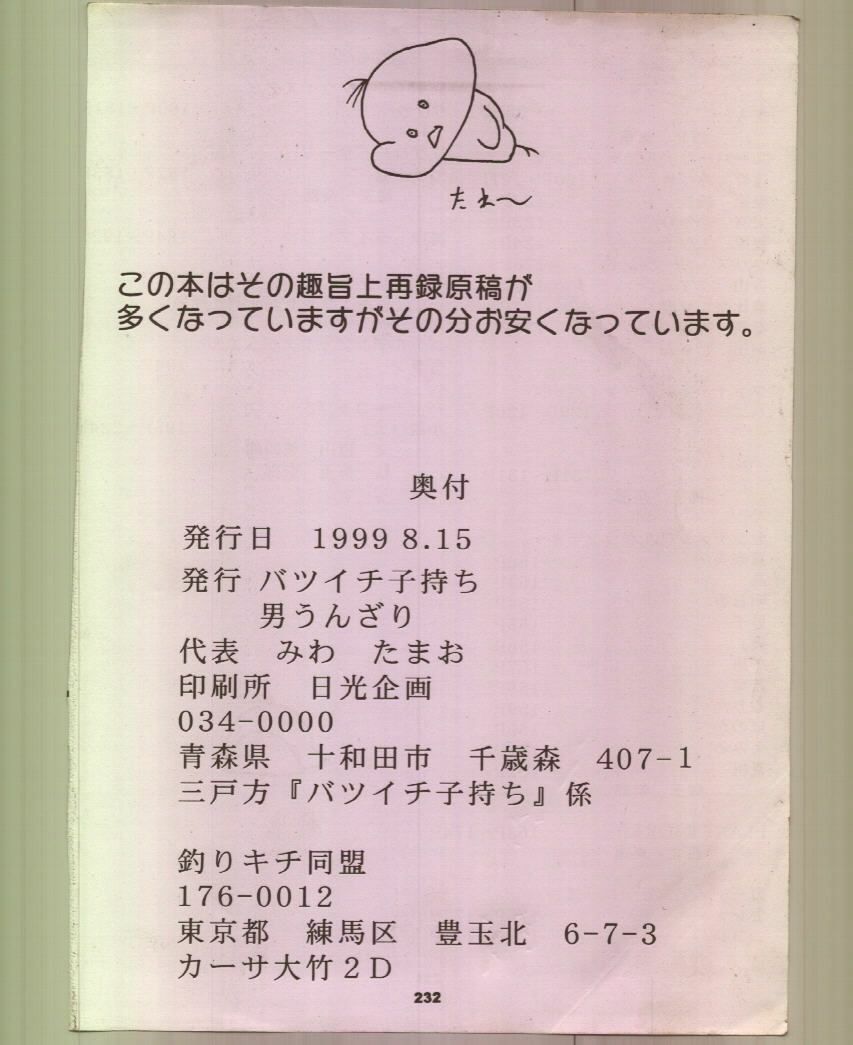 たれ〜
この本はその趣旨上再録原稿が
多くなっていますがその分お安くなっています。
奥付
発行日　1999 8.15
発行 バツイチ子持ち
男うんざり
代表　みわ　たまお
印刷所　日光企画
034-0000
青森県　十和田市　千歳森　407-1
三戸方『バツイチ子持ち』係
釣りキチ同盟
176-0012
東京都　練馬区　豊玉北　6-7-3
カーサ大竹２D
232